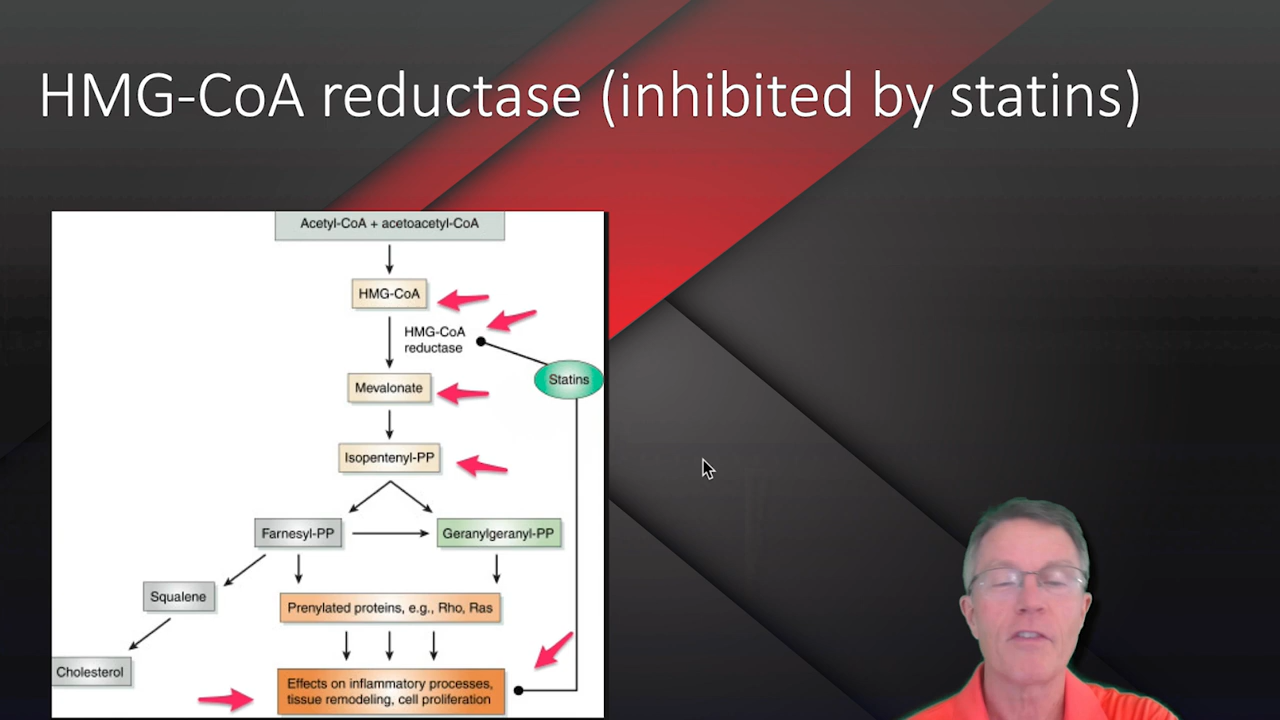 HMG-CoA reductase (inhibited by statins)
Acetyl-CoA + acetoacetyl-CoA
HMG-CoA
HMG-CoA
reductase
Statins
Mevalonate
Isopentenyl-PP
Farnesyl-PP
Geranylgeranyl-PP
Squalene
Prenylated proteins, e.g., Rho, Ras
Cholesterol
Effects on inflammatory processes,
tissue remodeling, cell proliferation